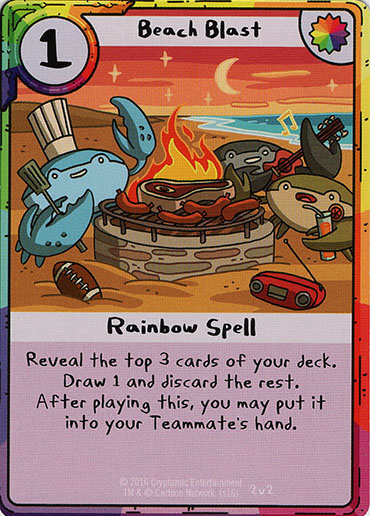 1
Beach Blast
Rainbow Spell
Reveal the top 3 cards of your deck.
Draw 1 and discard the rest.
After playing this, you may put it
into your Teammate's hand.
© 2016 Cryptozoic Entertainment
TM & © Cartoon Network (s16)
2v2